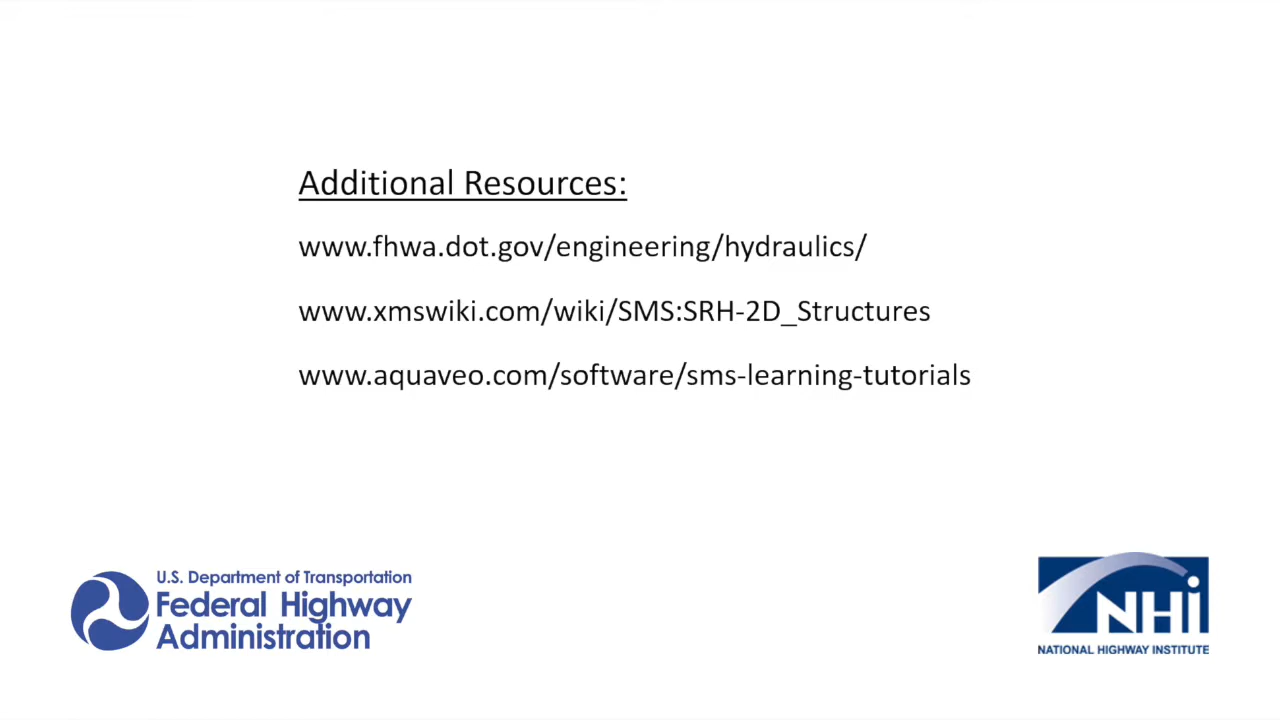 Additional Resources:
www.fhwa.dot.gov/engineering/hydraulics/
www.xmswiki.com/wiki/SMS:SRH-2D_Structures
www.aquaveo.com/software/sms-learning-tutorials
U.S. Department of Transportation
Federal Highway
Administration
NHi
NATIONAL HIGHWAY INSTITUTE